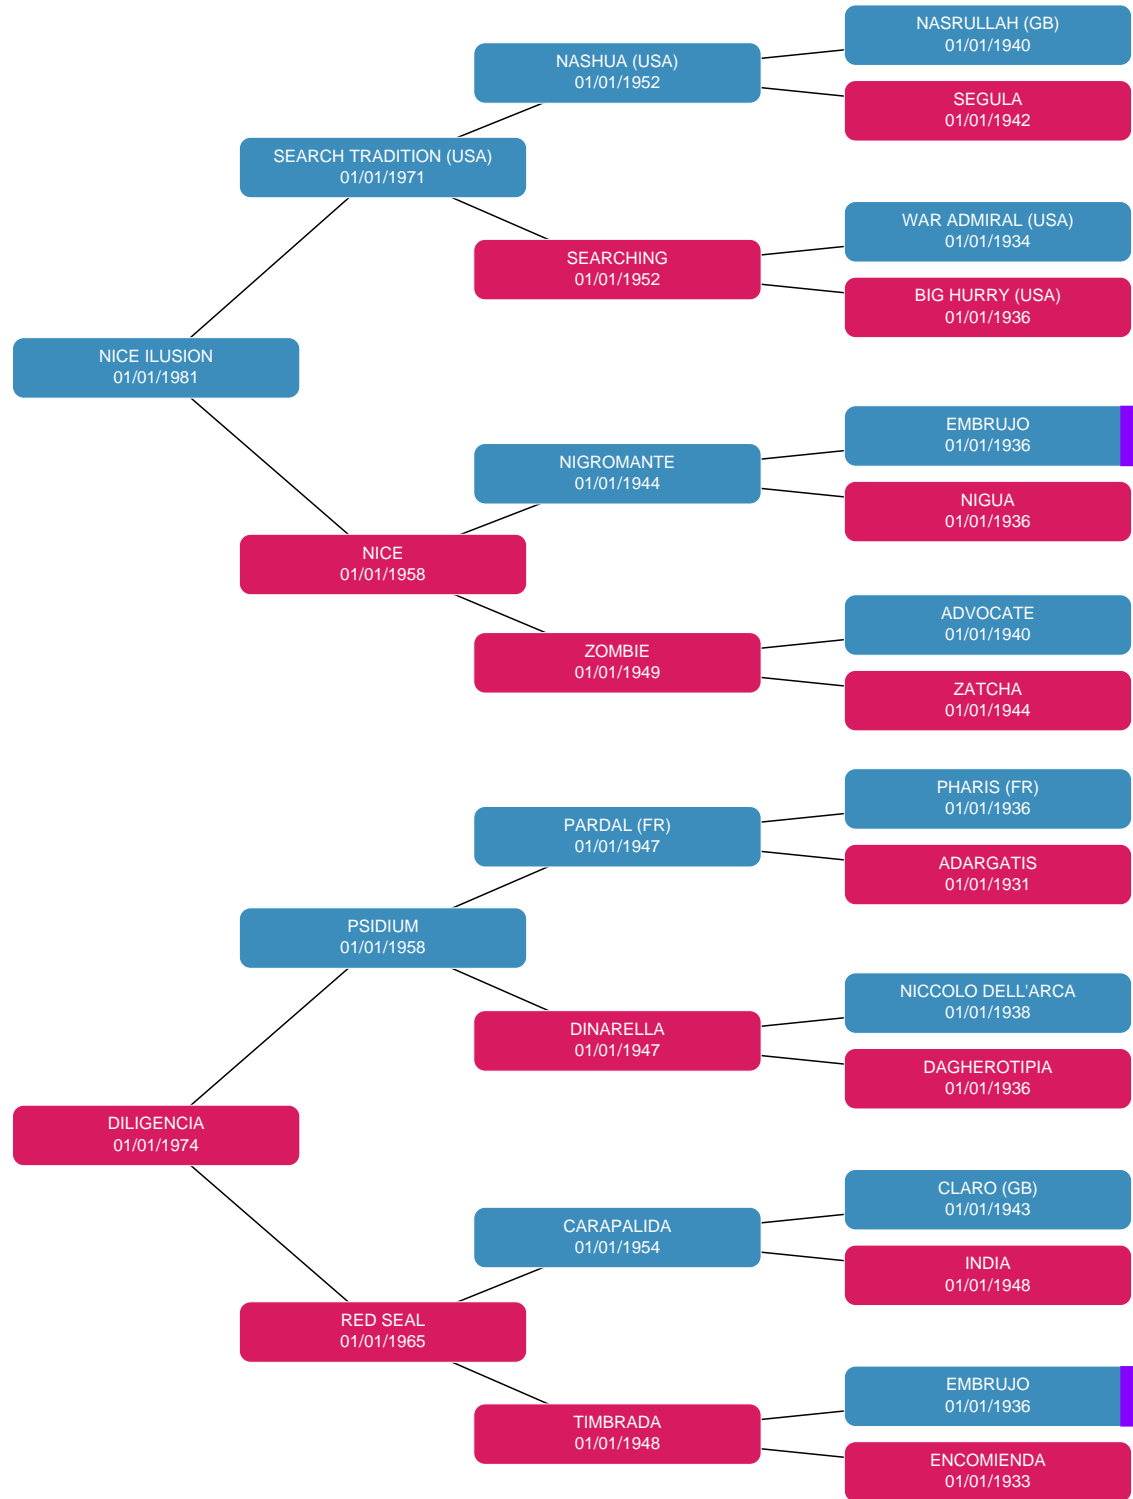 NASRULLAH (GB)
01/01/1940
NASHUA (USA)
01/01/1952
SEGULA
01/01/1942
SEARCH TRADITION (USA)
01/01/1971
WAR ADMIRAL (USA)
01/01/1934
SEARCHING
01/01/1952
BIG HURRY (USA)
01/01/1936
NICE ILUSION
01/01/1981
EMBRUJO
01/01/1936
NIGROMANTE
01/01/1944
NIGUA
01/01/1936
NICE
01/01/1958
ADVOCATE
01/01/1940
ZOMBIE
01/01/1949
ZATCHA
01/01/1944
PHARIS (FR)
01/01/1936
PARDAL (FR)
01/01/1947
ADARGATIS
01/01/1931
PSIDIUM
01/01/1958
NICCOLO DELL'ARCA
01/01/1938
DINARELLA
01/01/1947
DAGHEROTIPIA
01/01/1936
DILIGENCIA
01/01/1974
CLARO (GB)
01/01/1943
CARAPALIDA
01/01/1954
INDIA
01/01/1948
RED SEAL
01/01/1965
EMBRUJO
01/01/1936
TIMBRADA
01/01/1948
ENCOMIENDA
01/01/1933